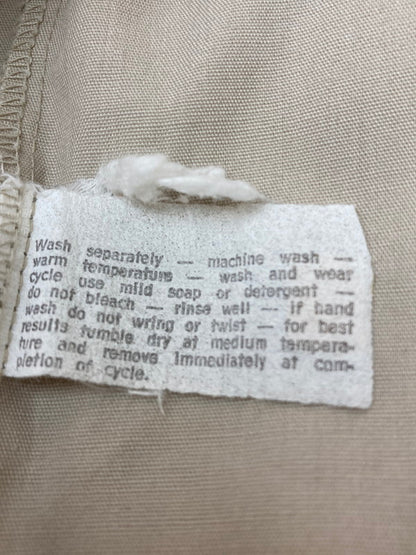 Wash separately — machine wash —
warm temperature — wash and wear
cycle use mild soap or detergent —
do not bleach — rinse well — if hand
wash do not wring or twist — for best
results tumble dry at medium tempera-
ture and remove immediately at com-
pletion of cycle.